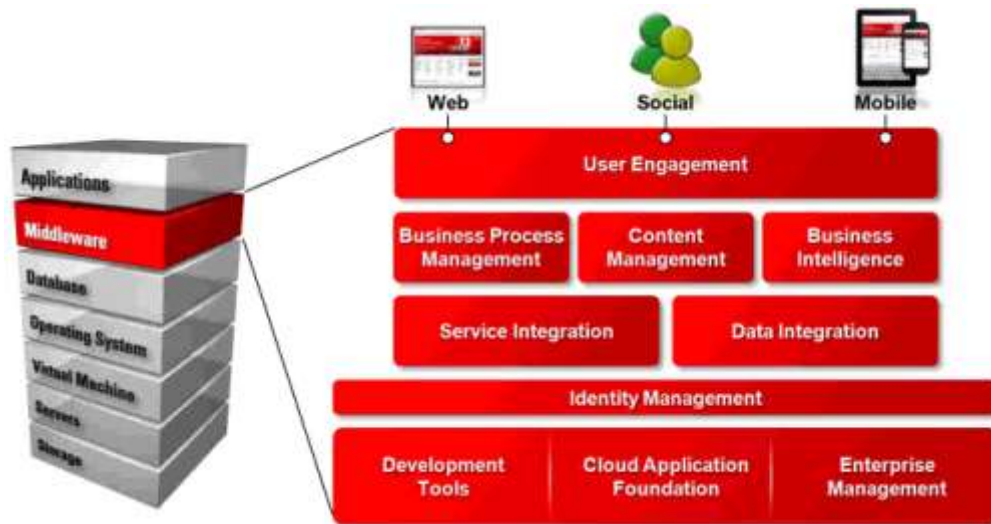 Web
Social
Mobile
Applications
Middleware
Database
Operating System
Virtual Machine
Servers
Storage
User Engagement
Business Process
Management
Content
Management
Business
Intelligence
Service Integration
Data Integration
Identity Management
Development
Tools
Cloud Application
Foundation
Enterprise
Management